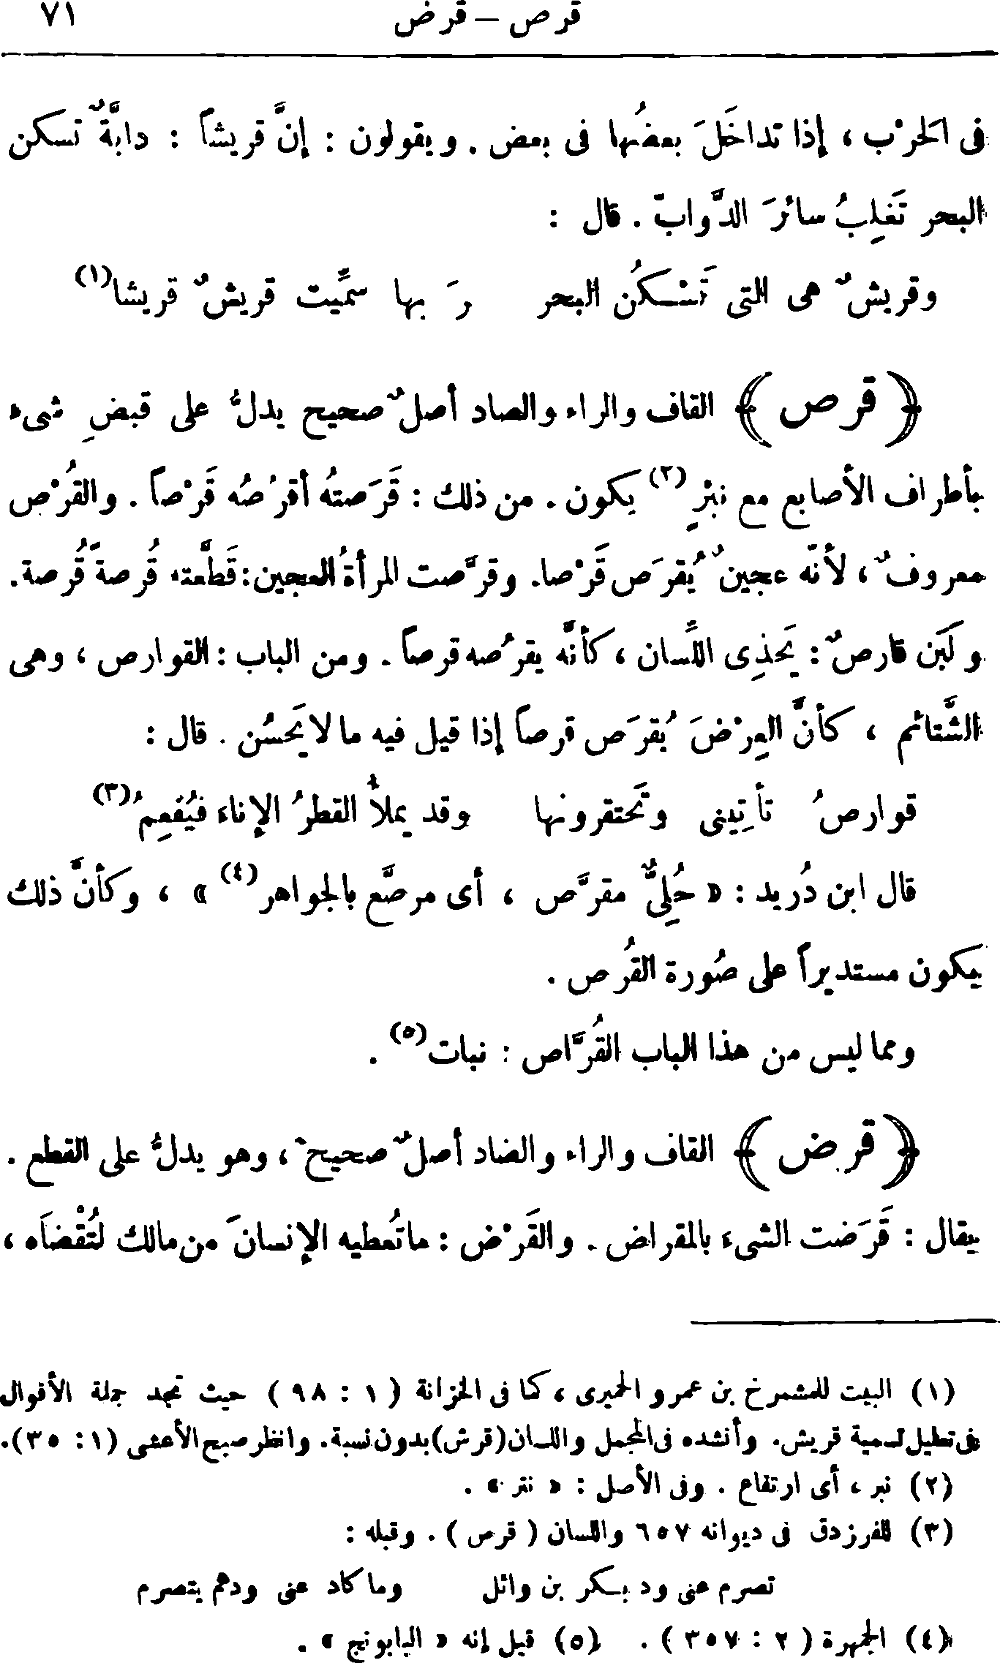 ٧١
قرص – قرض
فى الحرْب ، إذا تداخَلَ بعضُها فى بعض . ويقولون : إنَّ قريشاً : دابَّةٌ تسكن
البحر تَغلِبُ سائرَ الدَّوابّ . قال :
وقريشٌ هى التى تَسْكُن البحر رَ بها سمِّيت قريشٌ قريشا(١)
﴿ قرص ﴾ القاف والراء والصاد أصلٌ صحيح يدلُّ على قبضِ شىء
بأطراف الأصابع مع نبْرٍ(٢) يكون . من ذلك : قَرَصتُه أقرُصُه قَرْصاً . والقُرْص
معروفٌ ، لأنّه عجينٌ يُقرَص قَرْصا. وقرَّصت المرأةُ العجين: قَطَّعته قُرصةً قُرصة.
ولَبَن قارصٌ : يَحْذِى اللِّسان ، كأنَّه يقرُصه قرصاً . ومن الباب : القوارص ، وهى
الشَّتائم ، كأنَّ العِرْضَ يُقرَص قرصاً إذا قيل فيه ما لا يَحسُن . قال :
قوارصُ تأتِينى وتَحتقرونها وقد يملأُ القطرُ الإناءَ فيُفعِمُ(٣)
قال ابن دُريد : « حُلِىٌّ مقرَّص ، أى مرصَّع بالجواهر(٤) » ، وكأنَّ ذلك
يكون مستديراً على صُورة القُرص .
ومما ليس من هذا الباب القُرَّاص : نبات(٥) .
﴿ قرض ﴾ القاف والراء والضاد أصلٌ صحيحٌ ، وهو يدلُّ على القطع .
يقال : قَرَضت الشىء بالمقراض . والقَرْض : ما تُعطيه الإنسانَ من مالك لتُقْضَاه ،
(١) البيت للمشمرخ بن عمرو الحميرى ، كما فى الخزانة ( ١ : ٩٨ ) حيث تجد جملة الأقوال
فى تعليل تسمية قريش. وأنشده فى المجمل واللسان (قرش) بدون نسبة. وانظر صبح الأعشى (١ : ٣٥).
(٢) نبر ، أى ارتفاع . وفى الأصل : « نتر » .
(٣) للفرزدق فى ديوانه ٦٥٧ واللسان ( قرص ) . وقبله :
تصرم عنى ود بكر بن وائل وما كاد عنى ودهم يتصرم
(٤) الجمهرة ( ٢ : ٣٥٧ ) . (٥) قيل إنه « البابونج » .